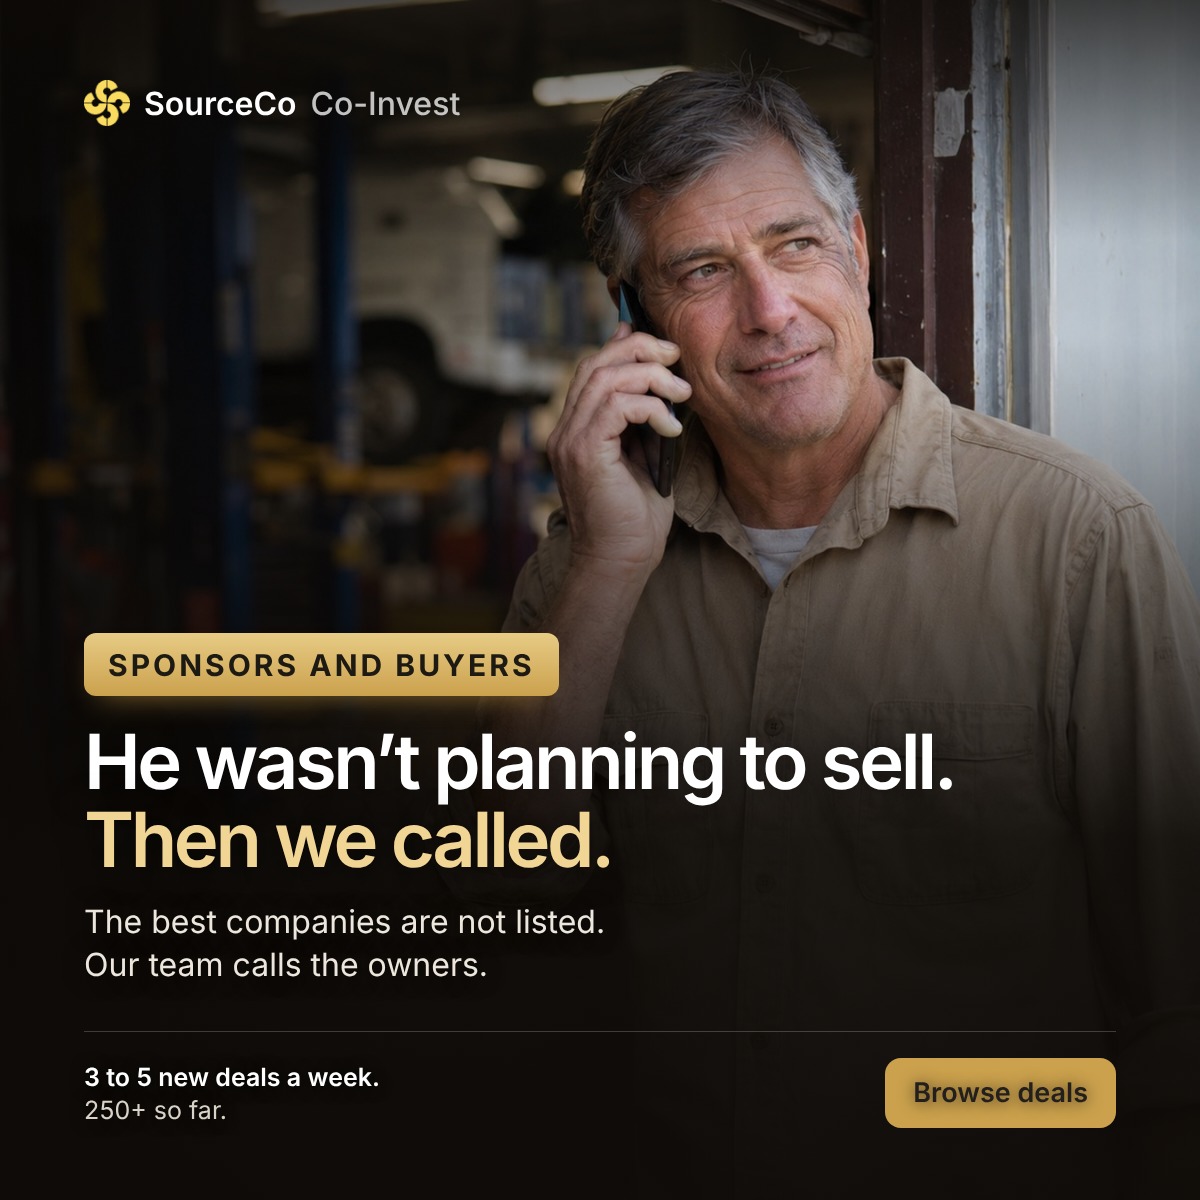 SourceCo Co-Invest
SPONSORS AND BUYERS
He wasn’t planning to sell.
Then we called.
The best companies are not listed.
Our team calls the owners.
3 to 5 new deals a week.
250+ so far.
Browse deals